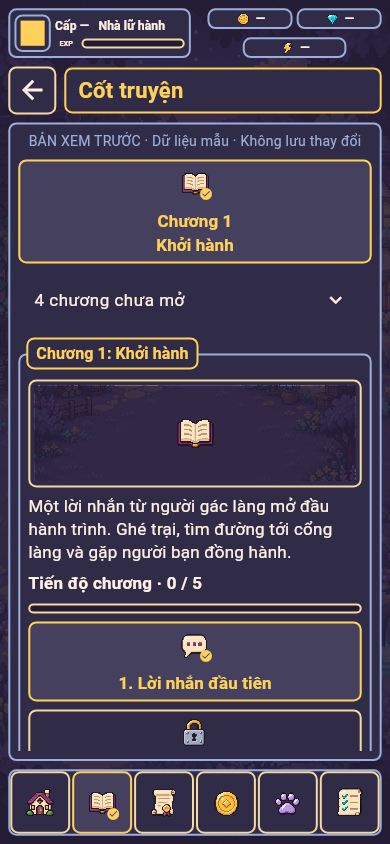 Cấp — Nhà lữ hành
EXP
—
—
—
Cốt truyện
BẢN XEM TRƯỚC · Dữ liệu mẫu · Không lưu thay đổi
Chương 1
Khởi hành
4 chương chưa mở
Chương 1: Khởi hành
Một lời nhắn từ người gác làng mở đầu
hành trình. Ghé trại, tìm đường tới cổng
làng và gặp người bạn đồng hành.
Tiến độ chương · 0 / 5
1. Lời nhắn đầu tiên